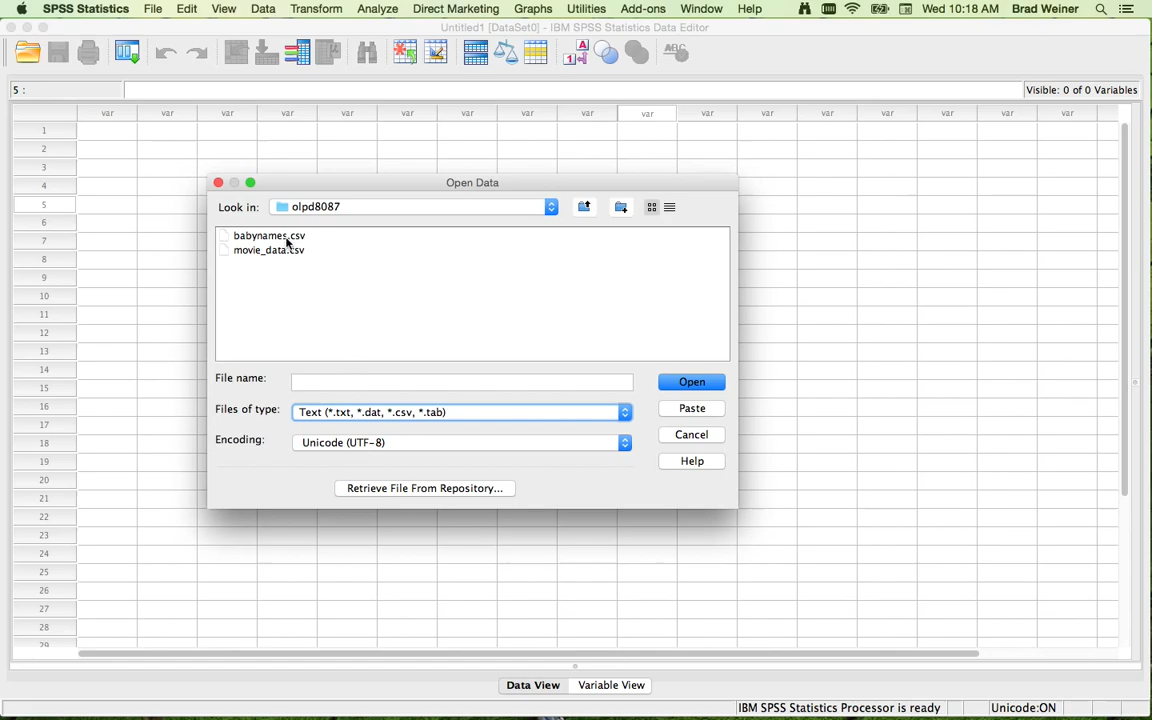 SPSS Statistics File Edit View Data Transform Analyze Direct Marketing Graphs Utilities Add-ons Window Help Wed 10:18 AM Brad Weiner
Untitled1 [DataSet0] - IBM SPSS Statistics Data Editor
5 : Visible: 0 of 0 Variables
var var var var var var var var var var var var var var var var var
1
2
3
4
5
6
7
8
9
10
11
12
13
14
15
16
17
18
19
20
21
22
23
24
25
26
27
28
29
Open Data
Look in: olpd8087
babynames.csv
movie_data.csv
File name: Open
Files of type: Text (*.txt, *.dat, *.csv, *.tab) Paste
Encoding: Unicode (UTF-8) Cancel
Help
Retrieve File From Repository...
Data View Variable View
IBM SPSS Statistics Processor is ready Unicode:ON